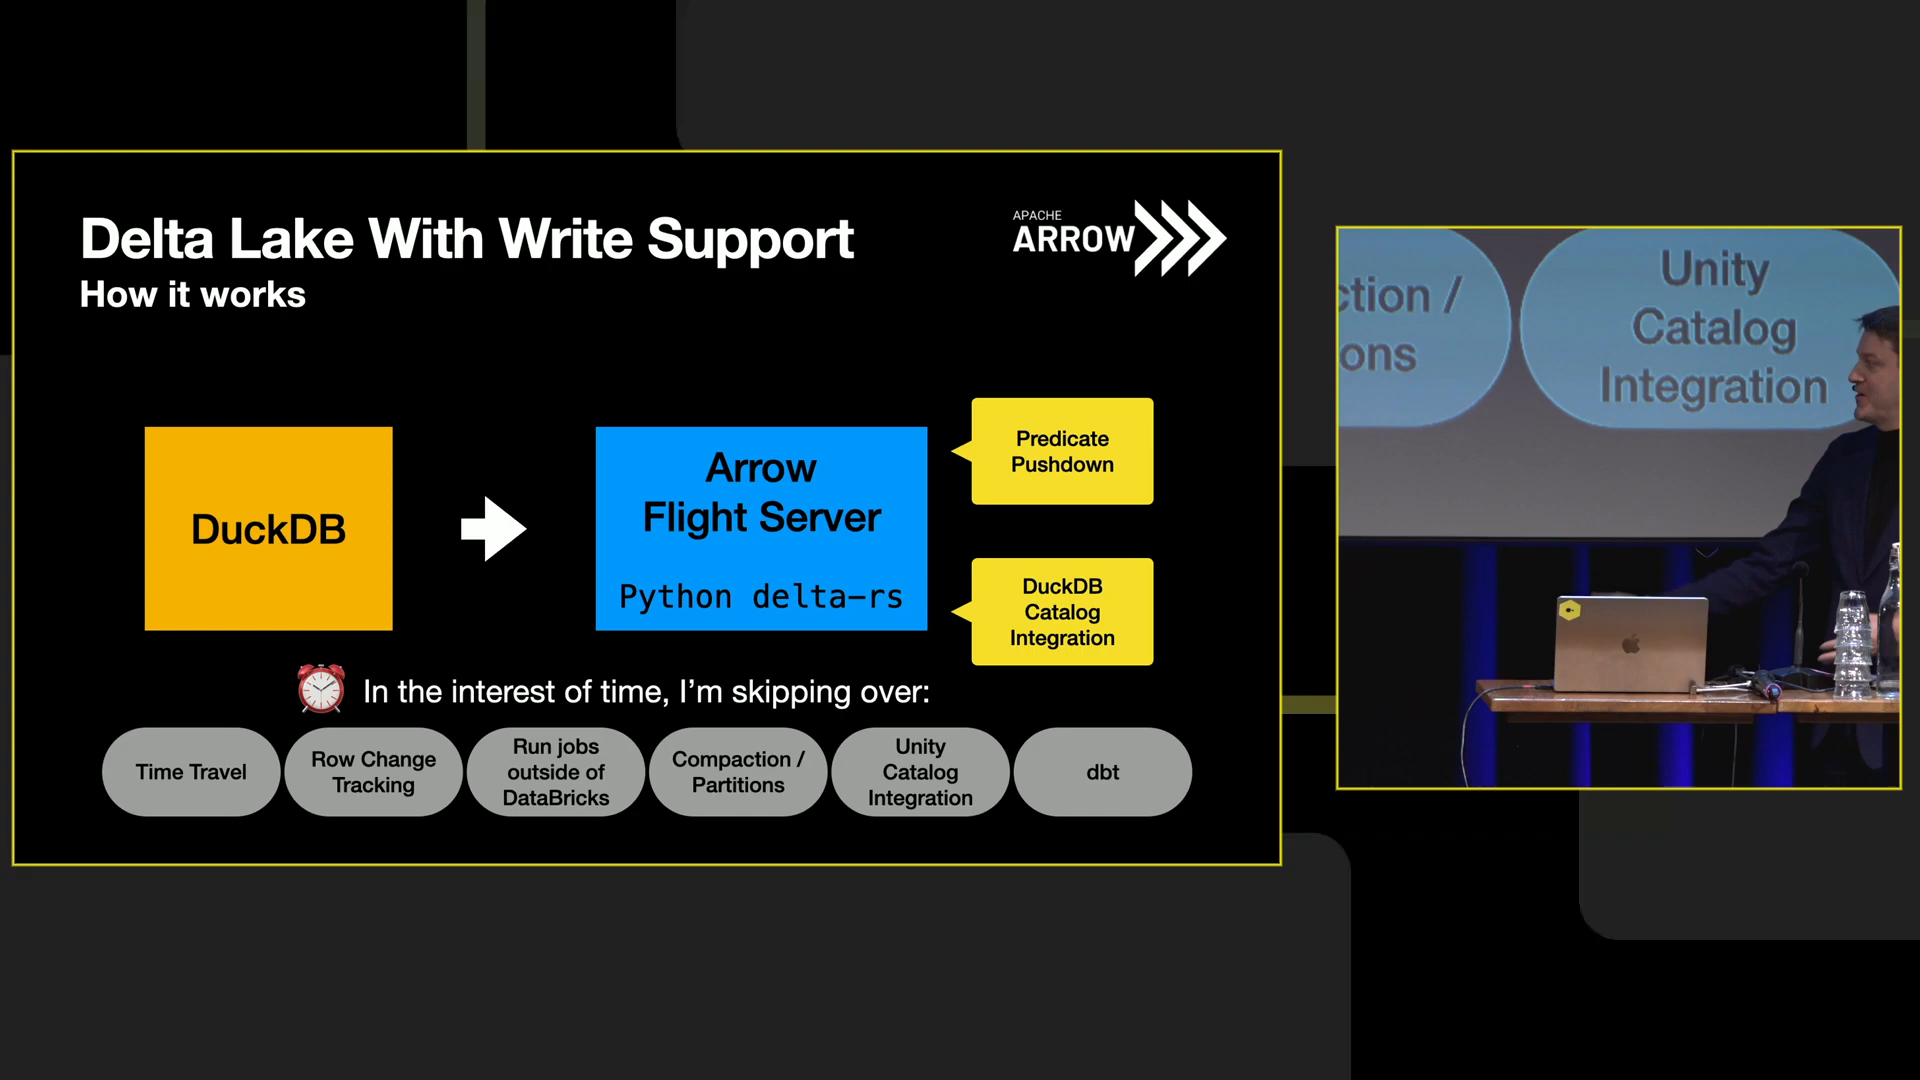 Delta Lake With Write Support
How it works
APACHE
ARROW
DuckDB
Arrow
Flight Server
Python delta-rs
Predicate
Pushdown
DuckDB
Catalog
Integration
In the interest of time, I’m skipping over:
Time Travel
Row Change
Tracking
Run jobs
outside of
DataBricks
Compaction /
Partitions
Unity
Catalog
Integration
dbt
ction /
ons
Unity
Catalog
Integration